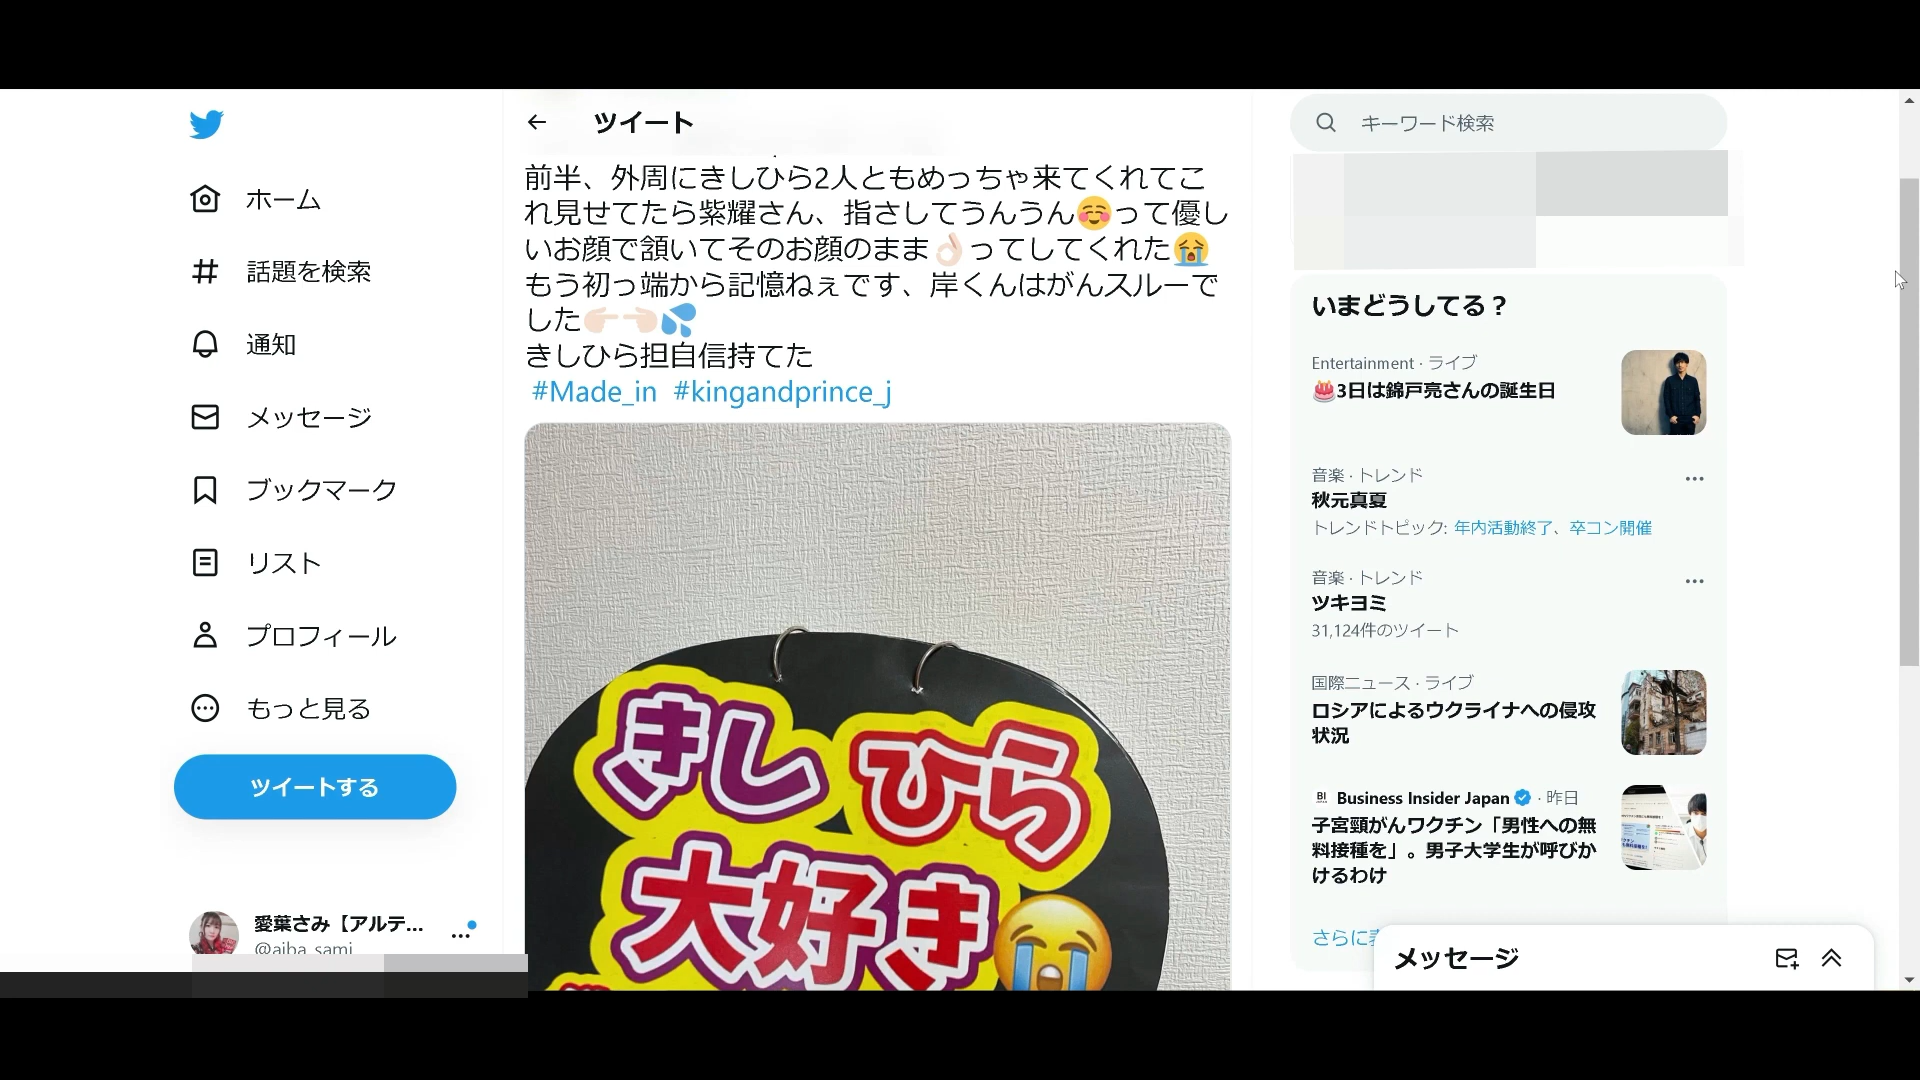 ホーム
話題を検索
通知
メッセージ
ブックマーク
リスト
プロフィール
もっと見る
ツイートする
愛葉さみ【アルテ...
@aiba_sami
ツイート
前半、外周にきしひら2人ともめっちゃ来てくれてこ
れ見せてたら紫耀さん、指さしてうんうん☺️って優し
いお顔で頷いてそのお顔のまま👌🏻ってしてくれた😭
もう初っ端から記憶ねぇです、岸くんはがんスルーで
した👉🏻👈🏻💦
きしひら担自信持てた
#Made_in #kingandprince_j
きし ひら
大好き
キーワード検索
いまどうしてる？
Entertainment · ライブ
🎂3日は錦戸亮さんの誕生日
音楽 · トレンド
秋元真夏
トレンドトピック: 年内活動終了、卒コン開催
音楽 · トレンド
ツキヨミ
31,124件のツイート
国際ニュース · ライブ
ロシアによるウクライナへの侵攻
状況
BI Business Insider Japan · 昨日
子宮頸がんワクチン「男性への無
料接種を」。男子大学生が呼びか
けるわけ
さらに
メッセージ